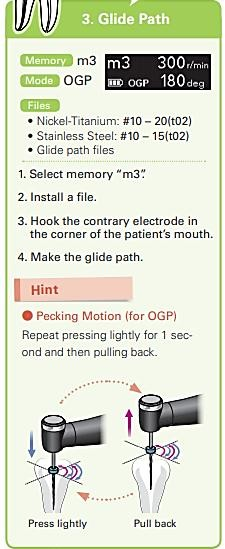 3. Glide Path
Memory m3
Mode OGP
m3 300r/min
OGP 180deg
Files
• Nickel-Titanium: #10 – 20(t02)
• Stainless Steel: #10 – 15(t02)
• Glide path files
1. Select memory “m3”.
2. Install a file.
3. Hook the contrary electrode in
the corner of the patient’s mouth.
4. Make the glide path.
Hint
Pecking Motion (for OGP)
Repeat pressing lightly for 1 sec-
ond and then pulling back.
Press lightly
Pull back